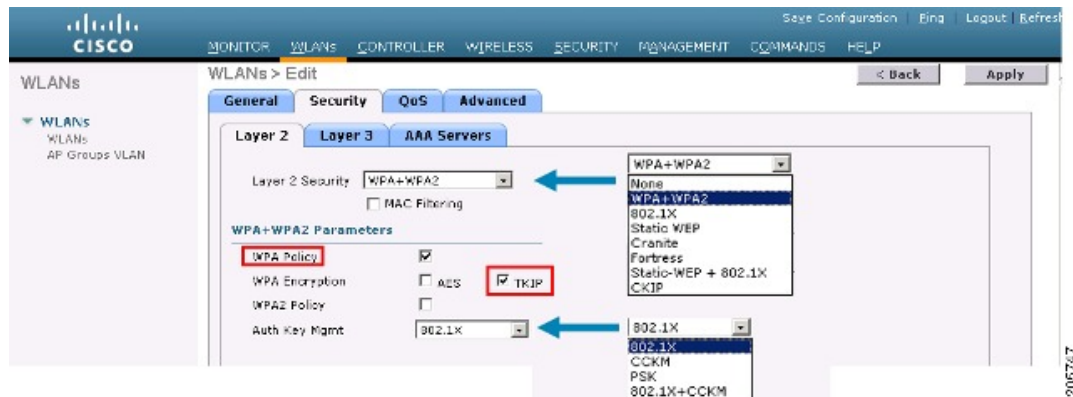 Save Configuration Ping Logout Refresh
CISCO
MONITOR WLANs CONTROLLER WIRELESS SECURITY MANAGEMENT COMMANDS HELP
WLANs
WLANs > Edit
< Back Apply
General Security QoS Advanced
WLANs
WLANs
AP Groups VLAN
Layer 2 Layer 3 AAA Servers
Layer 2 Security WPA+WPA2
MAC Filtering
WPA+WPA2
None
WPA+WPA2
802.1X
Static WEP
Cranite
Fortress
Static-WEP + 802.1X
CKIP
WPA+WPA2 Parameters
WPA Policy
WPA Encryption AES TKIP
WPA2 Policy
Auth Key Mgmt 802.1X
802.1X
802.1X
CCKM
PSK
802.1X+CCKM
206747